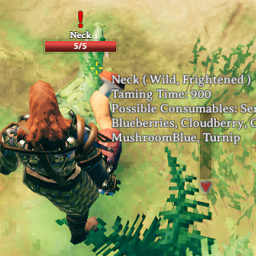 Neck
5/5
Neck ( Wild, Frightened )
Taming Time: 900
Possible Consumables:
Blueberries, Cloudberry,
MushroomBlue, Turnip